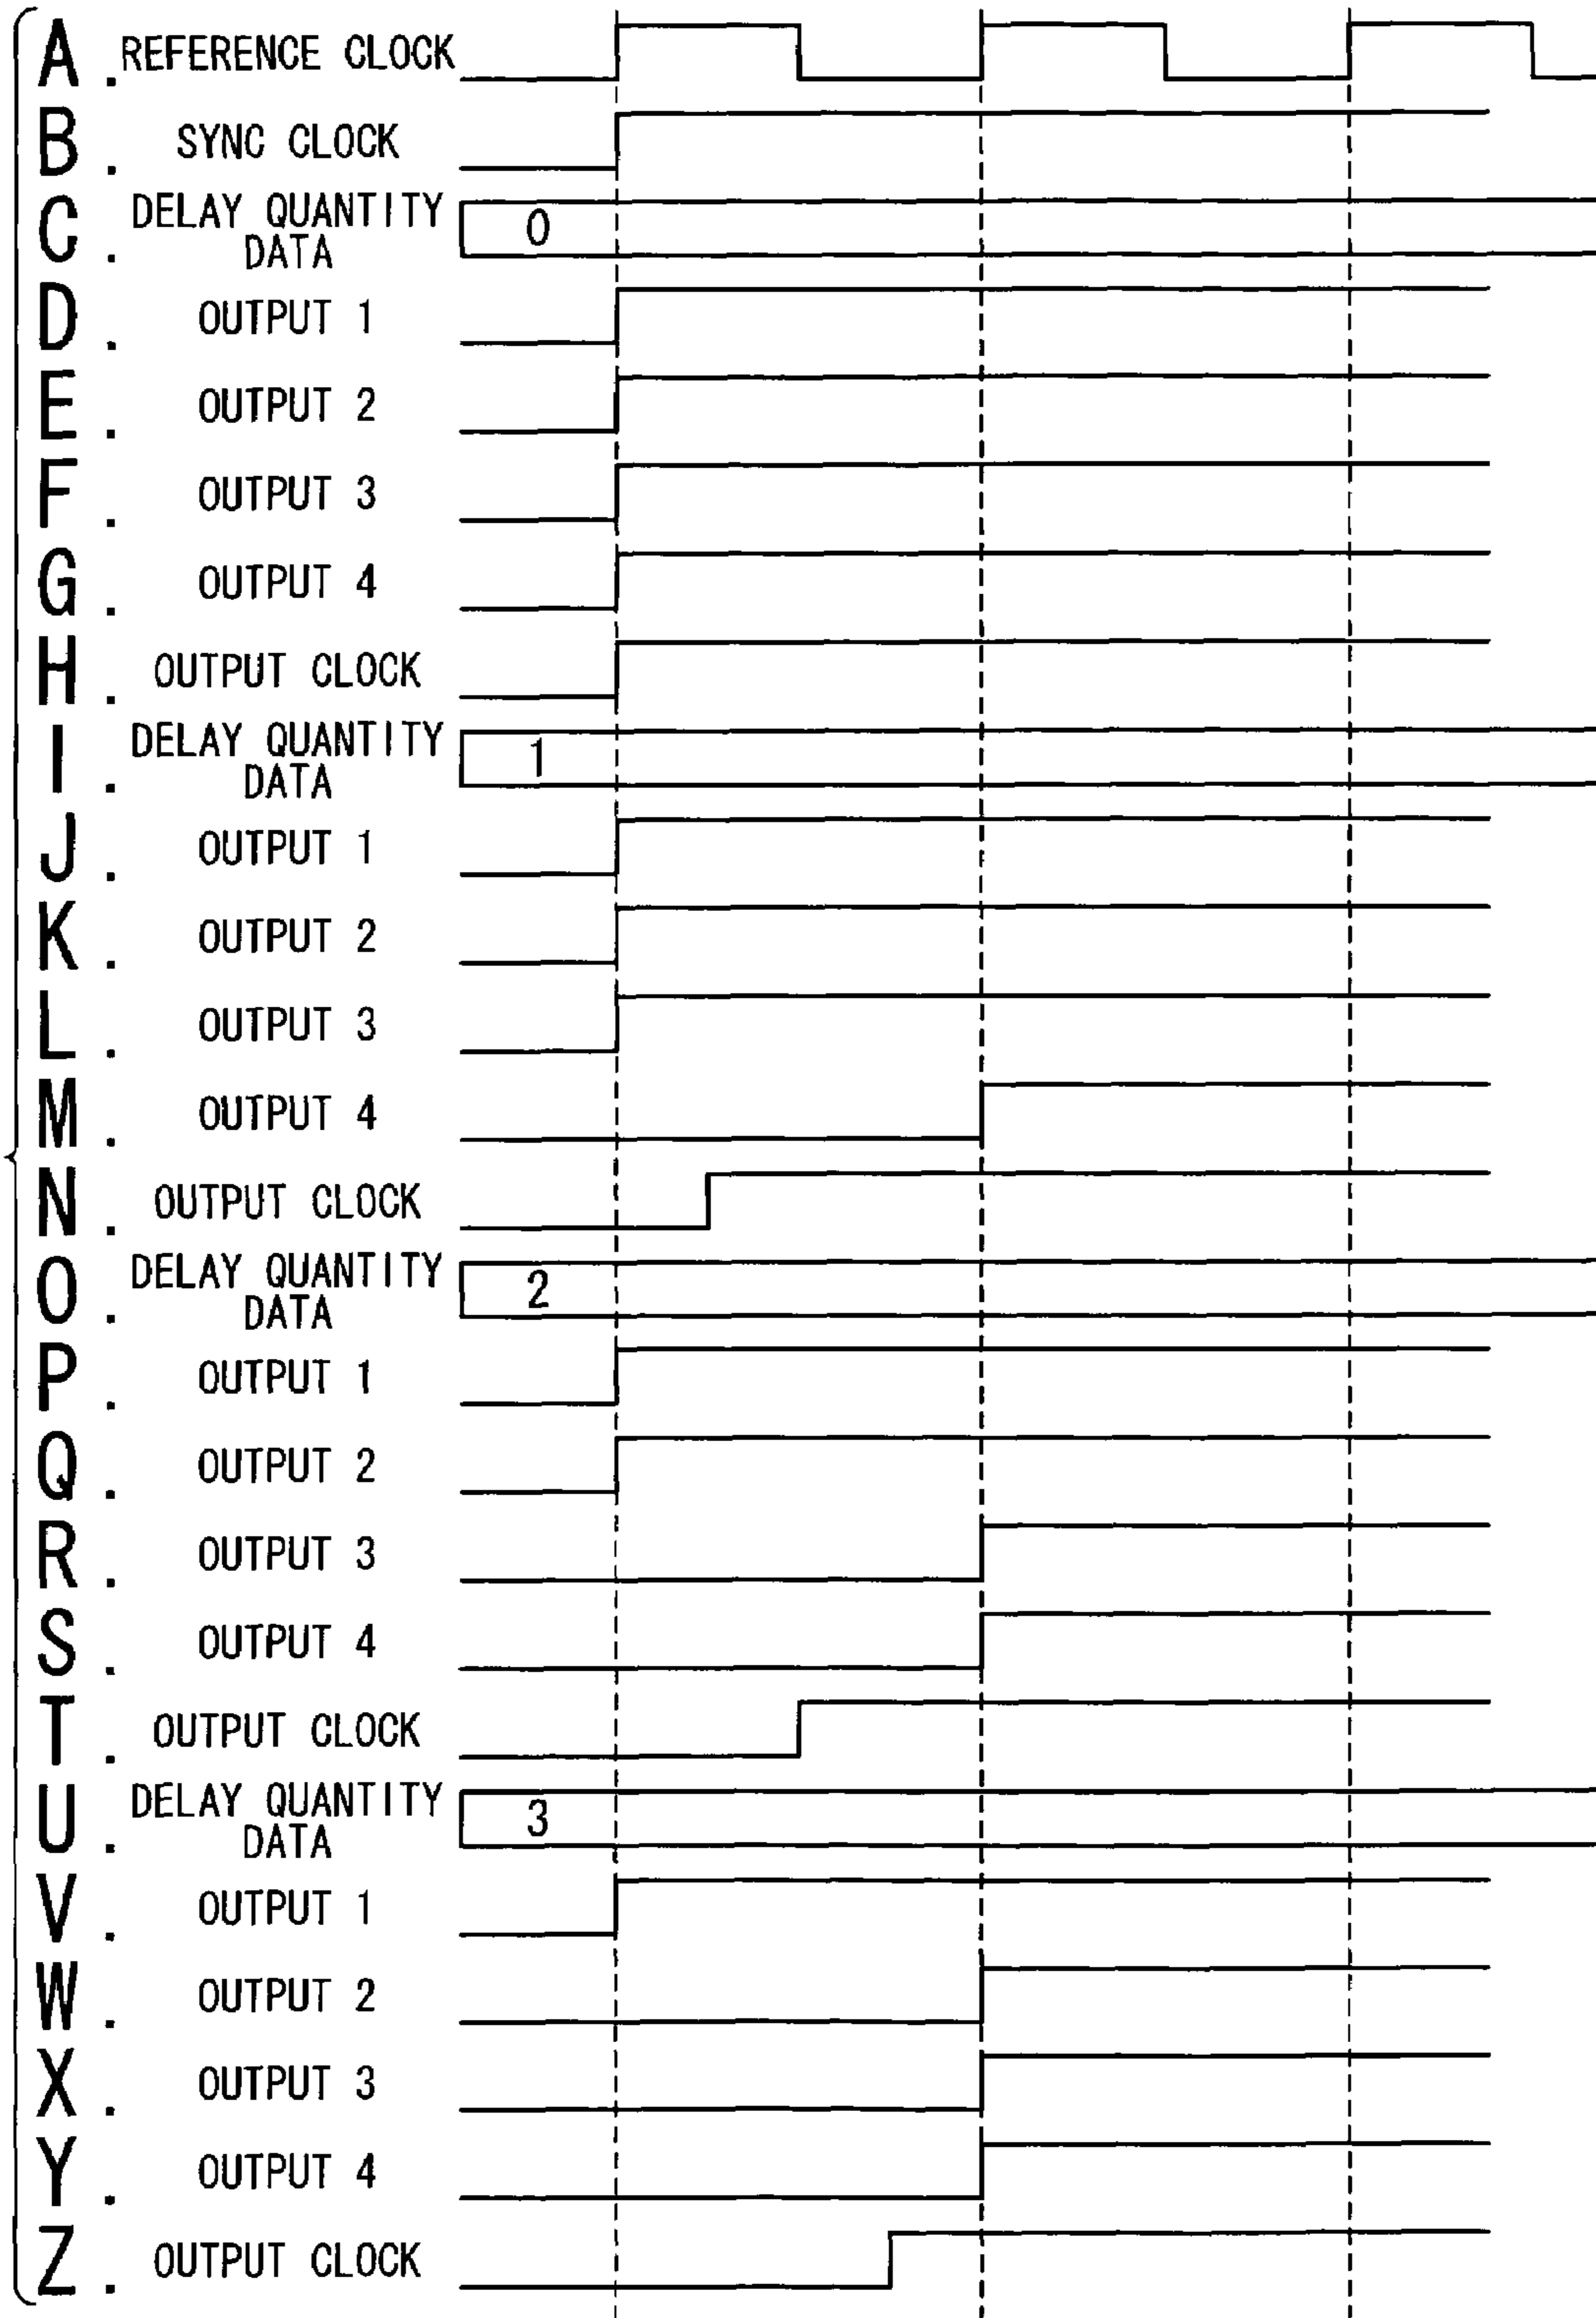 A. REFERENCE CLOCK
B. SYNC CLOCK
C. DELAY QUANTITY
DATA
0
D. OUTPUT 1
E. OUTPUT 2
F. OUTPUT 3
G. OUTPUT 4
H. OUTPUT CLOCK
I. DELAY QUANTITY
DATA
1
J. OUTPUT 1
K. OUTPUT 2
L. OUTPUT 3
M. OUTPUT 4
N. OUTPUT CLOCK
O. DELAY QUANTITY
DATA
2
P. OUTPUT 1
Q. OUTPUT 2
R. OUTPUT 3
S. OUTPUT 4
T. OUTPUT CLOCK
U. DELAY QUANTITY
DATA
3
V. OUTPUT 1
W. OUTPUT 2
X. OUTPUT 3
Y. OUTPUT 4
Z. OUTPUT CLOCK